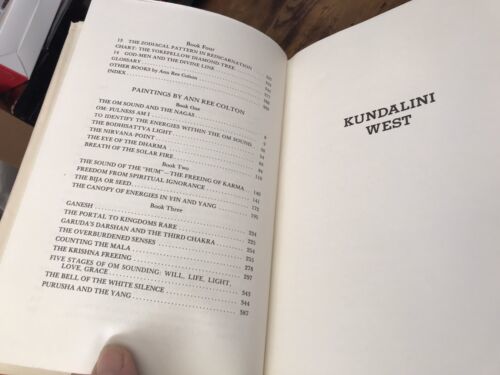 Book Four
13 THE ZODIACAL PATTERN IN REINCARNATION
CHART: THE YOKEFELLOW DIAMOND-TREE
14 GOD-MEN AND THE DIVINE LINK
GLOSSARY
OTHER BOOKS by Ann Ree Colton
INDEX
PAINTINGS BY ANN REE COLTON
Book One
THE OM SOUND AND THE NAGAS
OM: FULNESS AM I
TO IDENTIFY THE ENERGIES WITHIN THE OM SOUND
THE BODHISATTVA LIGHT
THE NIRVANA POINT
THE EYE OF THE DHARMA
BREATH OF THE SOLAR FIRE
Book Two
THE SOUND OF THE "HUM" — THE FREEING OF KARMA
FREEDOM FROM SPIRITUAL IGNORANCE
THE BIJA OR SEED
THE CANOPY OF ENERGIES IN YIN AND YANG
Book Three
GANESH 224
THE PORTAL TO KINGDOMS RARE
GARUDA'S DARSHAN AND THE THIRD CHAKRA
THE OVERBURDENED SENSES
COUNTING THE MALA
THE KRISHNA FREEING
FIVE STAGES OF OM SOUNDING: WILL, LIFE, LIGHT,
LOVE, GRACE 343
THE BELL OF THE WHITE SILENCE 344
PURUSHA AND THE YANG 387
KUNDALINI
WEST